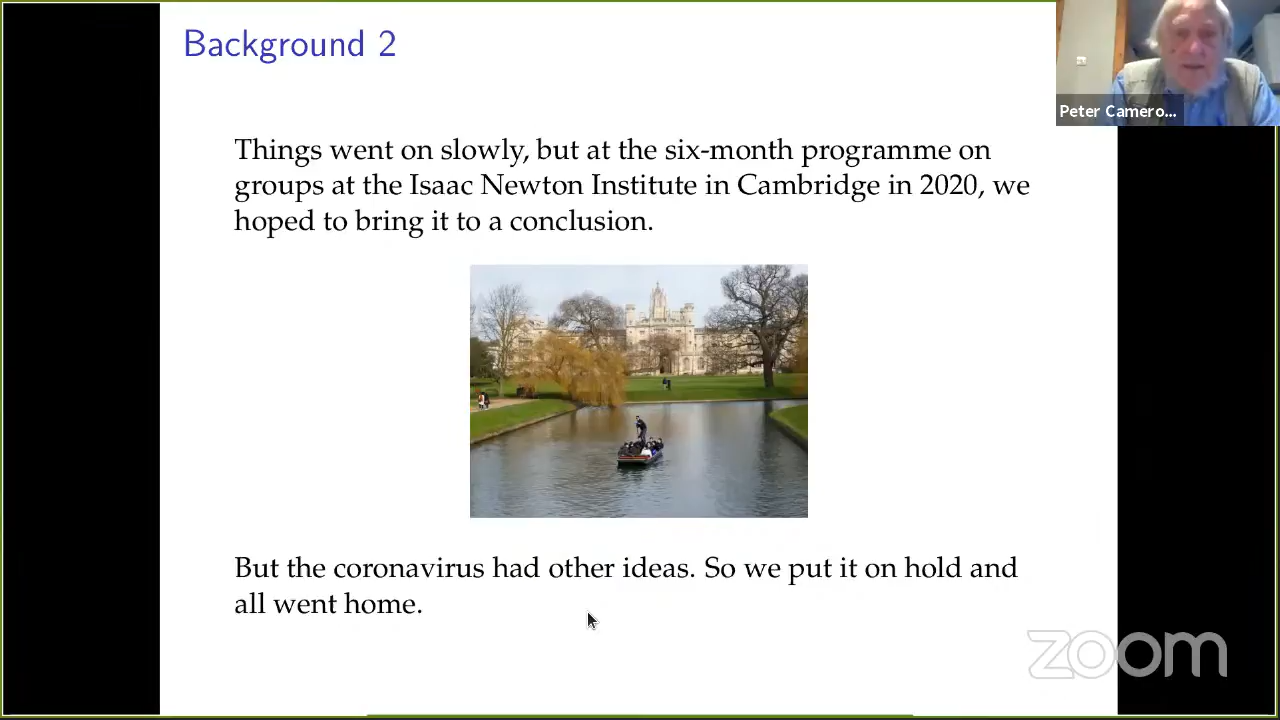 Background 2
Peter Camero...
Things went on slowly, but at the six-month programme on
groups at the Isaac Newton Institute in Cambridge in 2020, we
hoped to bring it to a conclusion.
But the coronavirus had other ideas. So we put it on hold and
all went home.
zoom